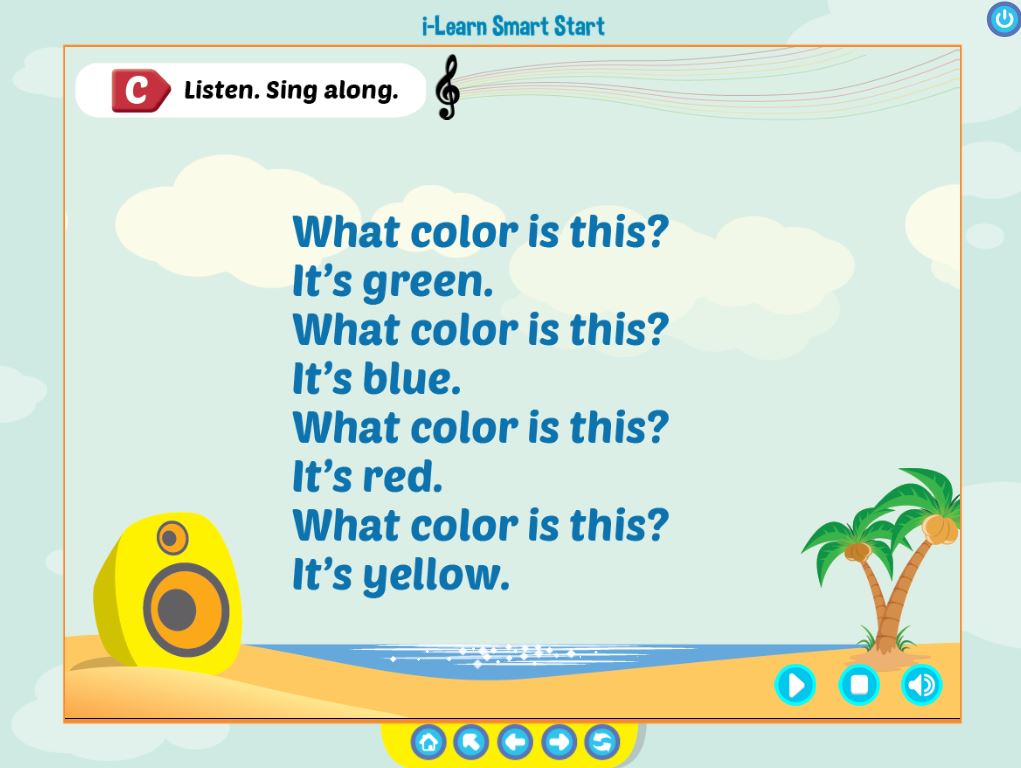 i-Learn Smart Start
C Listen. Sing along.
What color is this?
It's green.
What color is this?
It's blue.
What color is this?
It's red.
What color is this?
It's yellow.